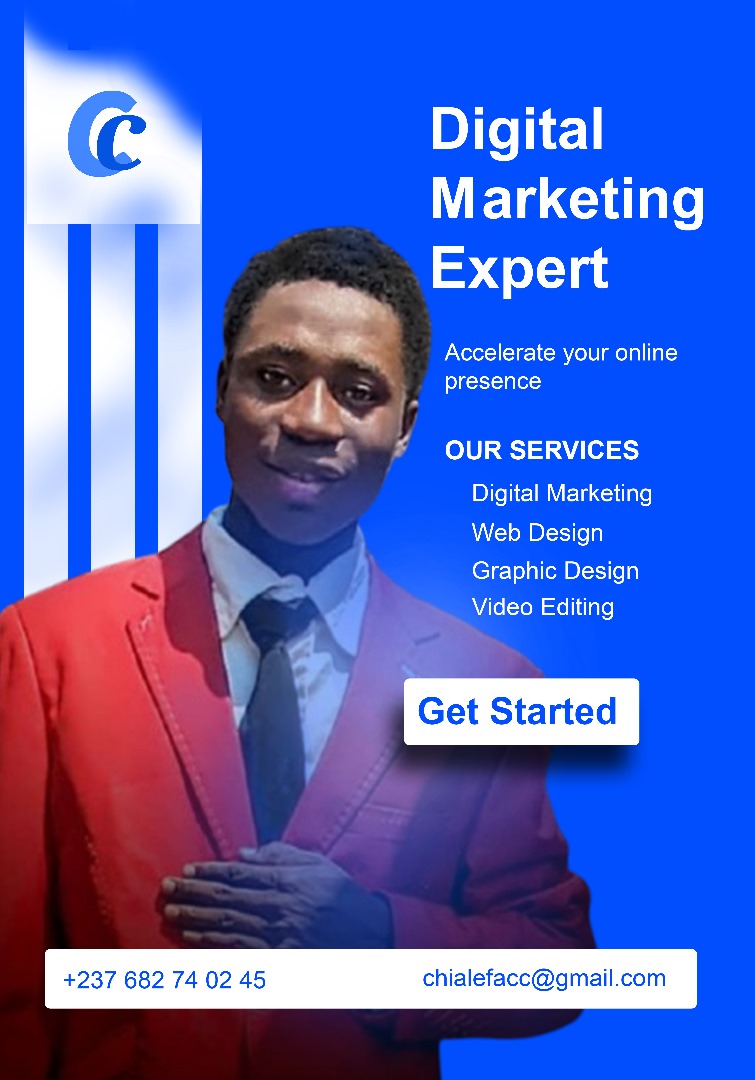 Cc
Digital
Marketing
Expert
Accelerate your online
presence
OUR SERVICES
Digital Marketing
Web Design
Graphic Design
Video Editing
Get Started
+237 682 74 02 45
chialefacc@gmail.com